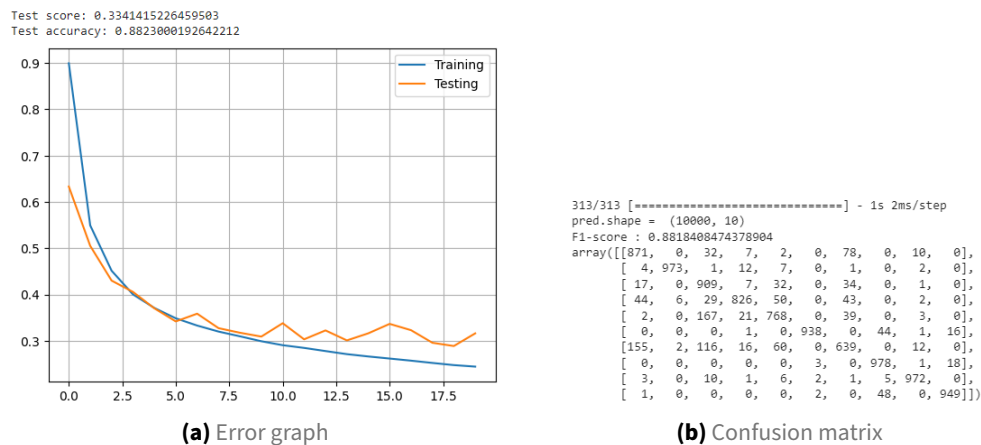 Test score: 0.3341415226459503
Test accuracy: 0.8823000192642212
0.9
0.8
0.7
0.6
0.5
0.4
0.3
0.0 2.5 5.0 7.5 10.0 12.5 15.0 17.5
Training
Testing
(a) Error graph
313/313 [==============================] - 1s 2ms/step
pred.shape = (10000, 10)
F1-score : 0.8818408474378904
array([[871, 0, 32, 7, 2, 0, 78, 0, 10, 0],
[ 4, 973, 1, 12, 7, 0, 1, 0, 2, 0],
[ 17, 0, 909, 7, 32, 0, 34, 0, 1, 0],
[ 44, 6, 29, 826, 50, 0, 43, 0, 2, 0],
[ 2, 0, 167, 21, 768, 0, 39, 0, 3, 0],
[ 0, 0, 0, 1, 0, 938, 0, 44, 1, 16],
[155, 2, 116, 16, 60, 0, 639, 0, 12, 0],
[ 0, 0, 0, 0, 0, 3, 0, 978, 1, 18],
[ 3, 0, 10, 1, 6, 2, 1, 5, 972, 0],
[ 1, 0, 0, 0, 0, 2, 0, 48, 0, 949]])
(b) Confusion matrix